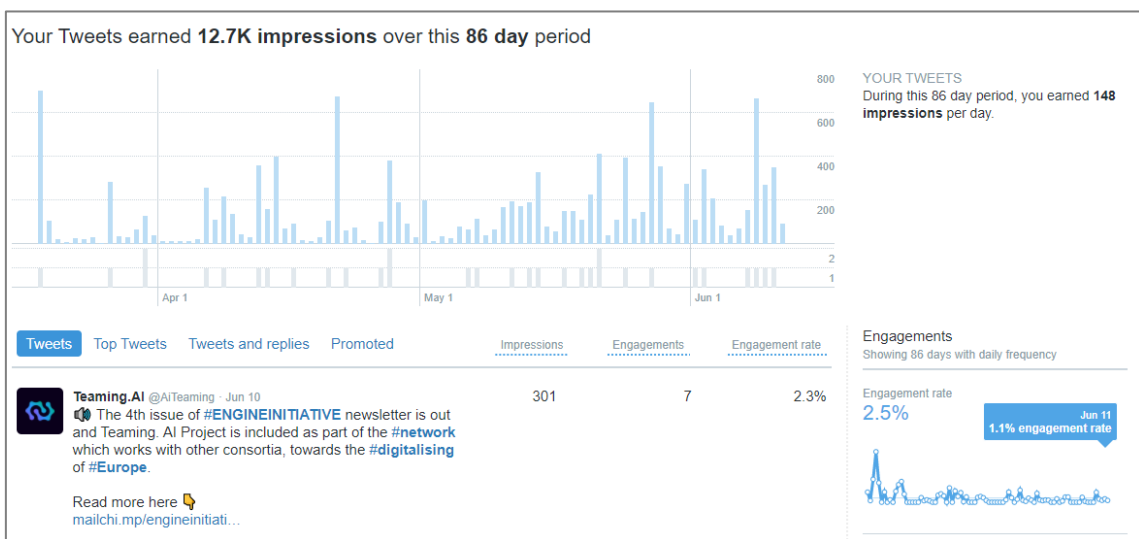 Your Tweets earned 12.7K impressions over this 86 day period
800
600
400
200
2
1
Apr 1
May 1
Jun 1
YOUR TWEETS
During this 86 day period, you earned 148
impressions per day.
Tweets Top Tweets Tweets and replies Promoted Impressions Engagements Engagement rate
Teaming.AI @AiTeaming · Jun 10 301 7 2.3%
🔊 The 4th issue of #ENGINEINITIATIVE newsletter is out
and Teaming. AI Project is included as part of the #network
which works with other consortia, towards the #digitalising
of #Europe.
Read more here 👇
mailchi.mp/engineinitiati…
Engagements
Showing 86 days with daily frequency
Engagement rate
2.5%
Jun 11
1.1% engagement rate